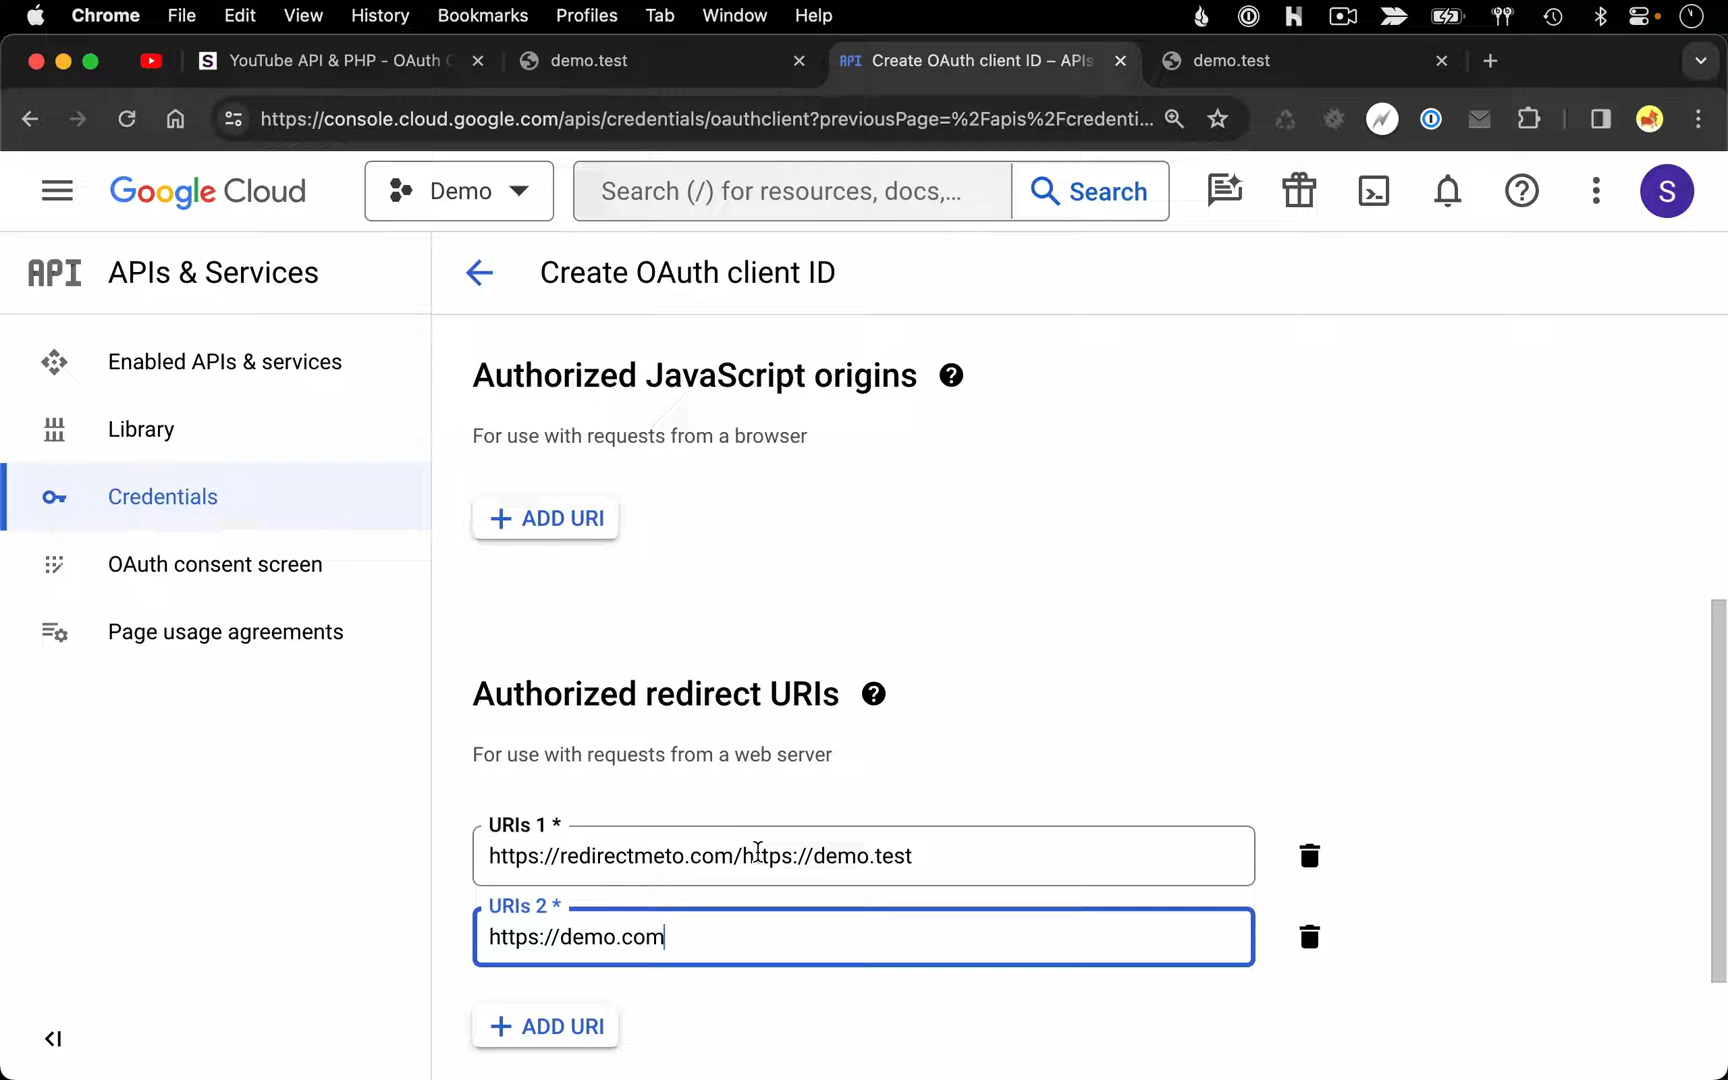 Chrome File Edit View History Bookmarks Profiles Tab Window Help
S YouTube API & PHP - OAuth demo.test API Create OAuth client ID – APIs demo.test
https://console.cloud.google.com/apis/credentials/oauthclient?previousPage=%2Fapis%2Fcredenti...
Google Cloud Demo Search (/) for resources, docs,... Search S
API APIs & Services Create OAuth client ID
Authorized JavaScript origins
Enabled APIs & services
For use with requests from a browser
Library
Credentials
+ ADD URI
OAuth consent screen
Page usage agreements
Authorized redirect URIs
For use with requests from a web server
URIs 1 *
https://redirectmeto.com/https://demo.test
URIs 2 *
https://demo.com
+ ADD URI